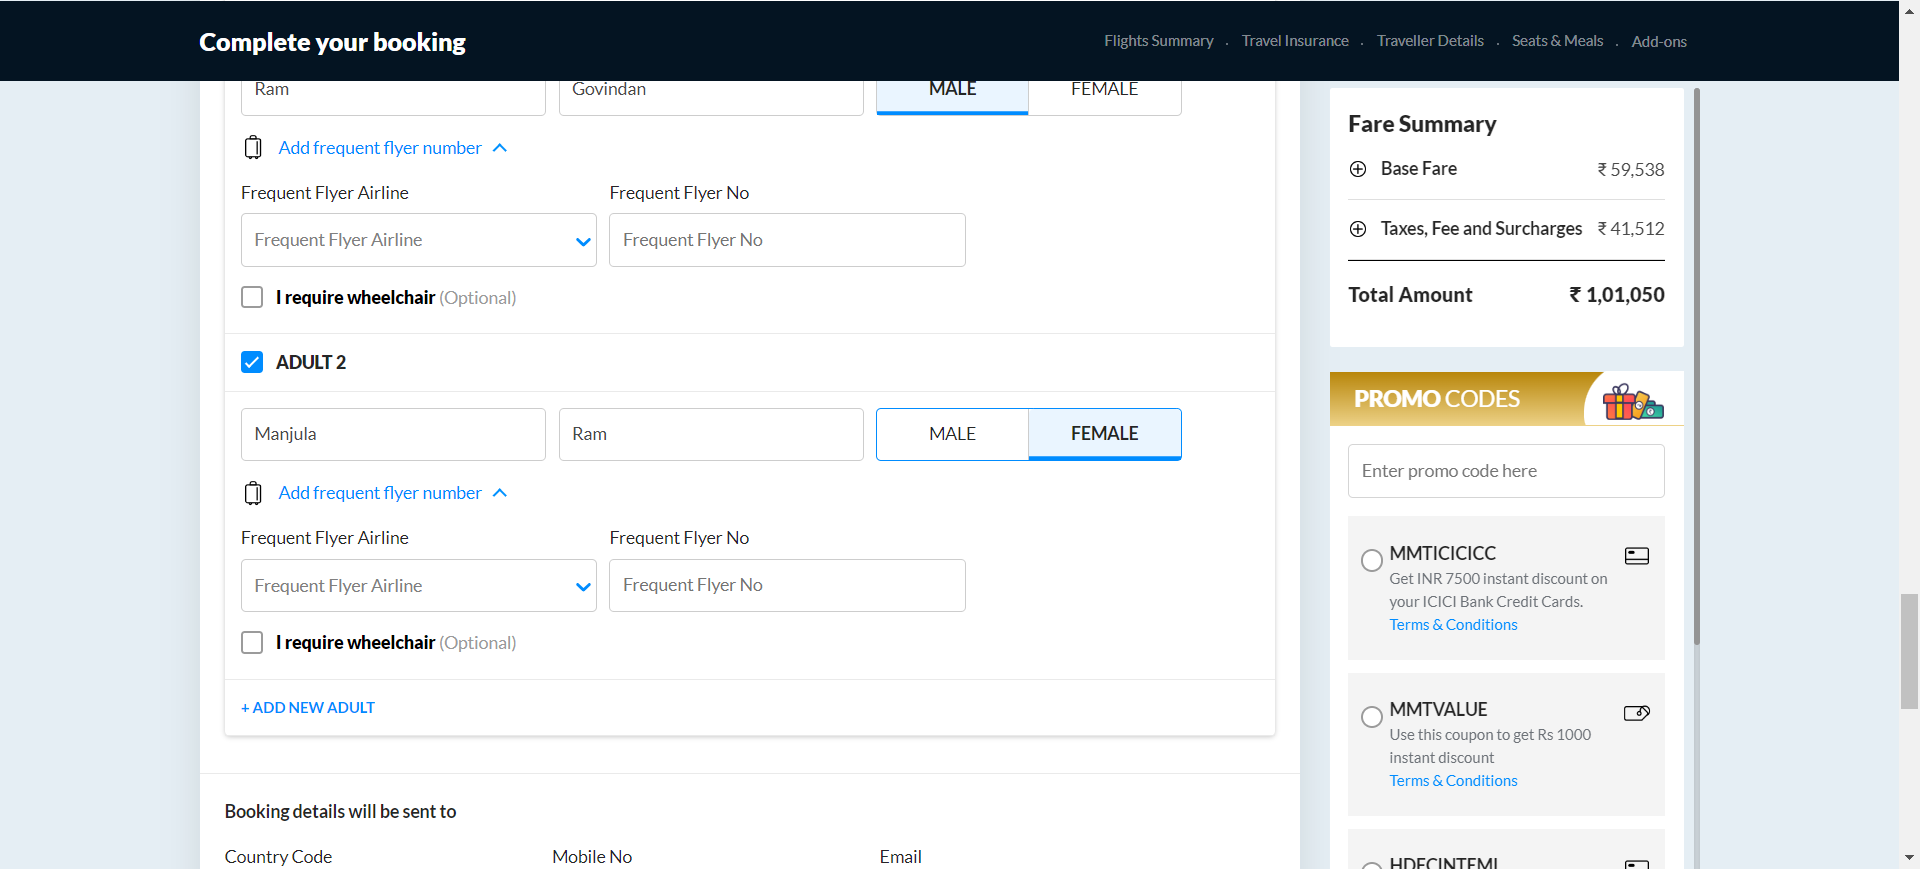 Complete your booking
Flights Summary . Travel Insurance . Traveller Details . Seats & Meals . Add-ons
Ram
Govindan
MALE
FEMALE
Add frequent flyer number
Frequent Flyer Airline
Frequent Flyer No
Frequent Flyer Airline
Frequent Flyer No
I require wheelchair (Optional)
ADULT 2
Manjula
Ram
MALE
FEMALE
Add frequent flyer number
Frequent Flyer Airline
Frequent Flyer No
Frequent Flyer Airline
Frequent Flyer No
I require wheelchair (Optional)
+ ADD NEW ADULT
Booking details will be sent to
Country Code
Mobile No
Email
Fare Summary
Base Fare ₹ 59,538
Taxes, Fee and Surcharges ₹ 41,512
Total Amount ₹ 1,01,050
PROMO CODES
Enter promo code here
MMTICICICC
Get INR 7500 instant discount on
your ICICI Bank Credit Cards.
Terms & Conditions
MMTVALUE
Use this coupon to get Rs 1000
instant discount
Terms & Conditions
HDFCINTEMI